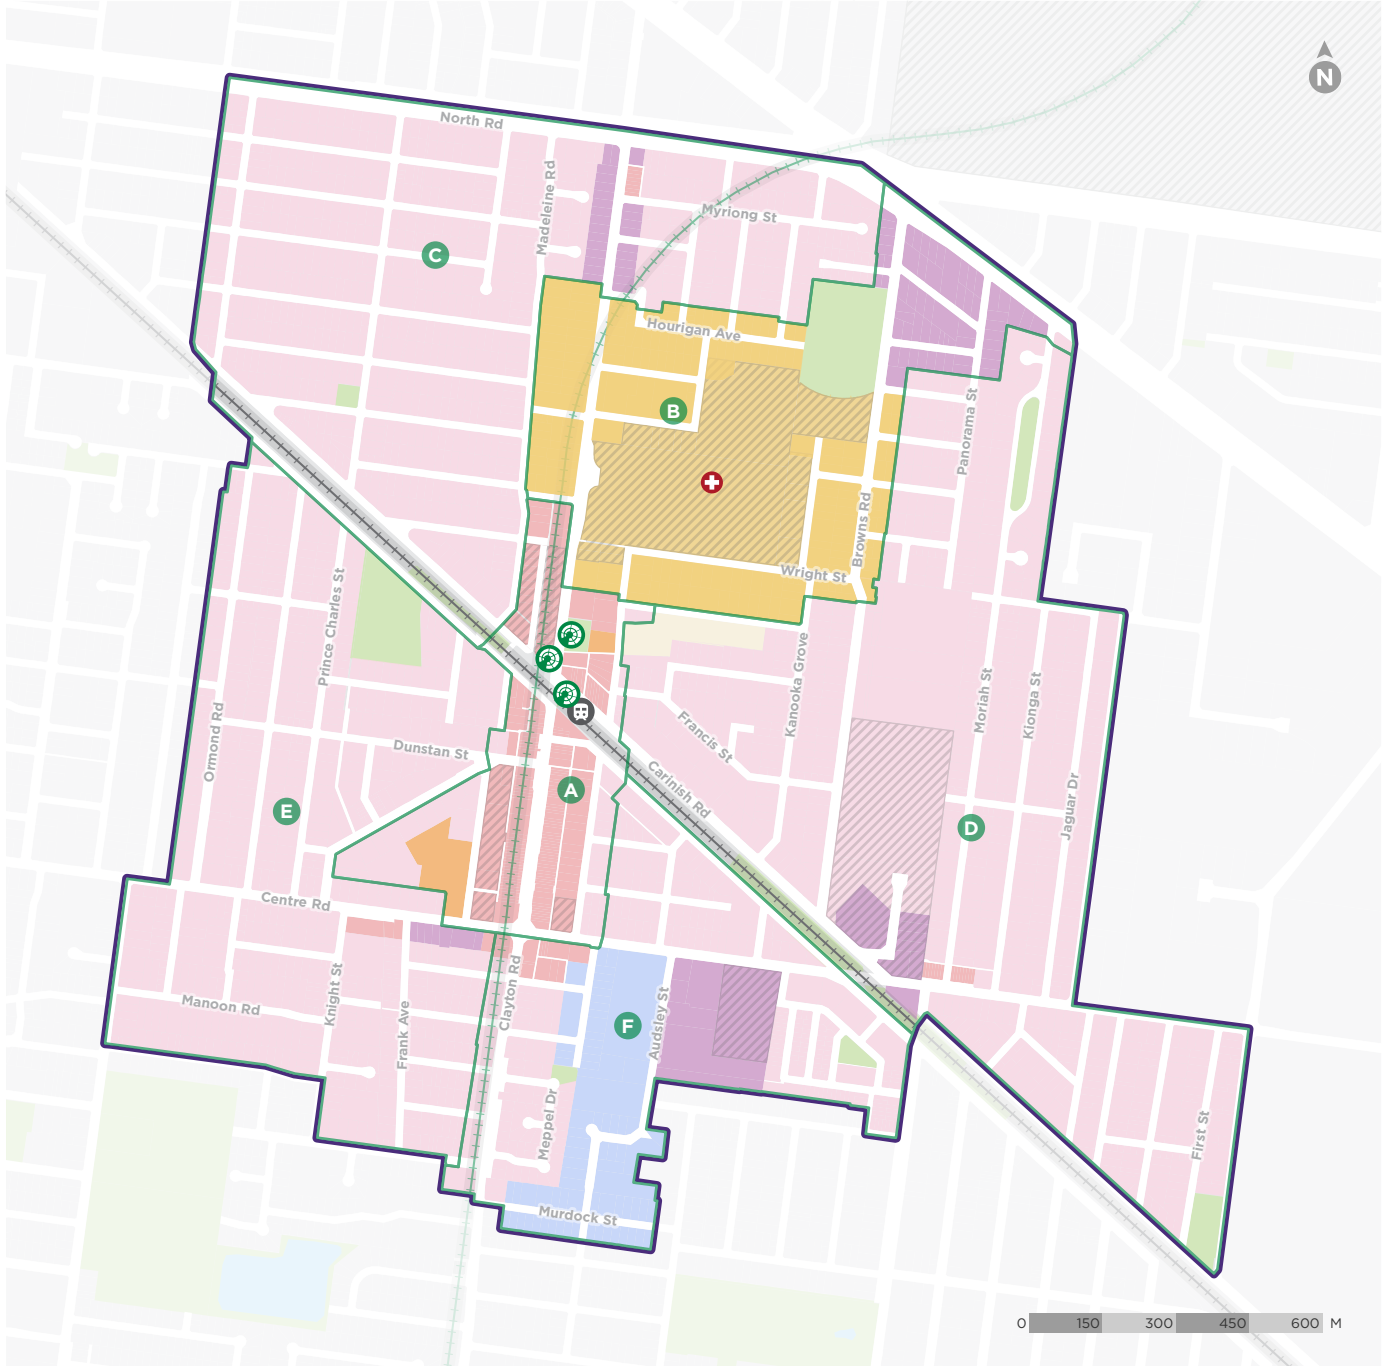 N
North Rd
Madeleine Rd
Myriong St
C
Hourigan Ave
B
Panorama St
Browns Rd
Wright St
Prince Charles St
Kanooka Grove
Moriah St
Kionga St
Ormond Rd
Francis St
Dunstan St
Carinish Rd
A
E
D
Jaguar Dr
Centre Rd
Knight St
Manoon Rd
Frank Ave
Clayton Rd
F
Audsley St
Meppel Dr
First St
Murdock St
0 150 300 450 600 M